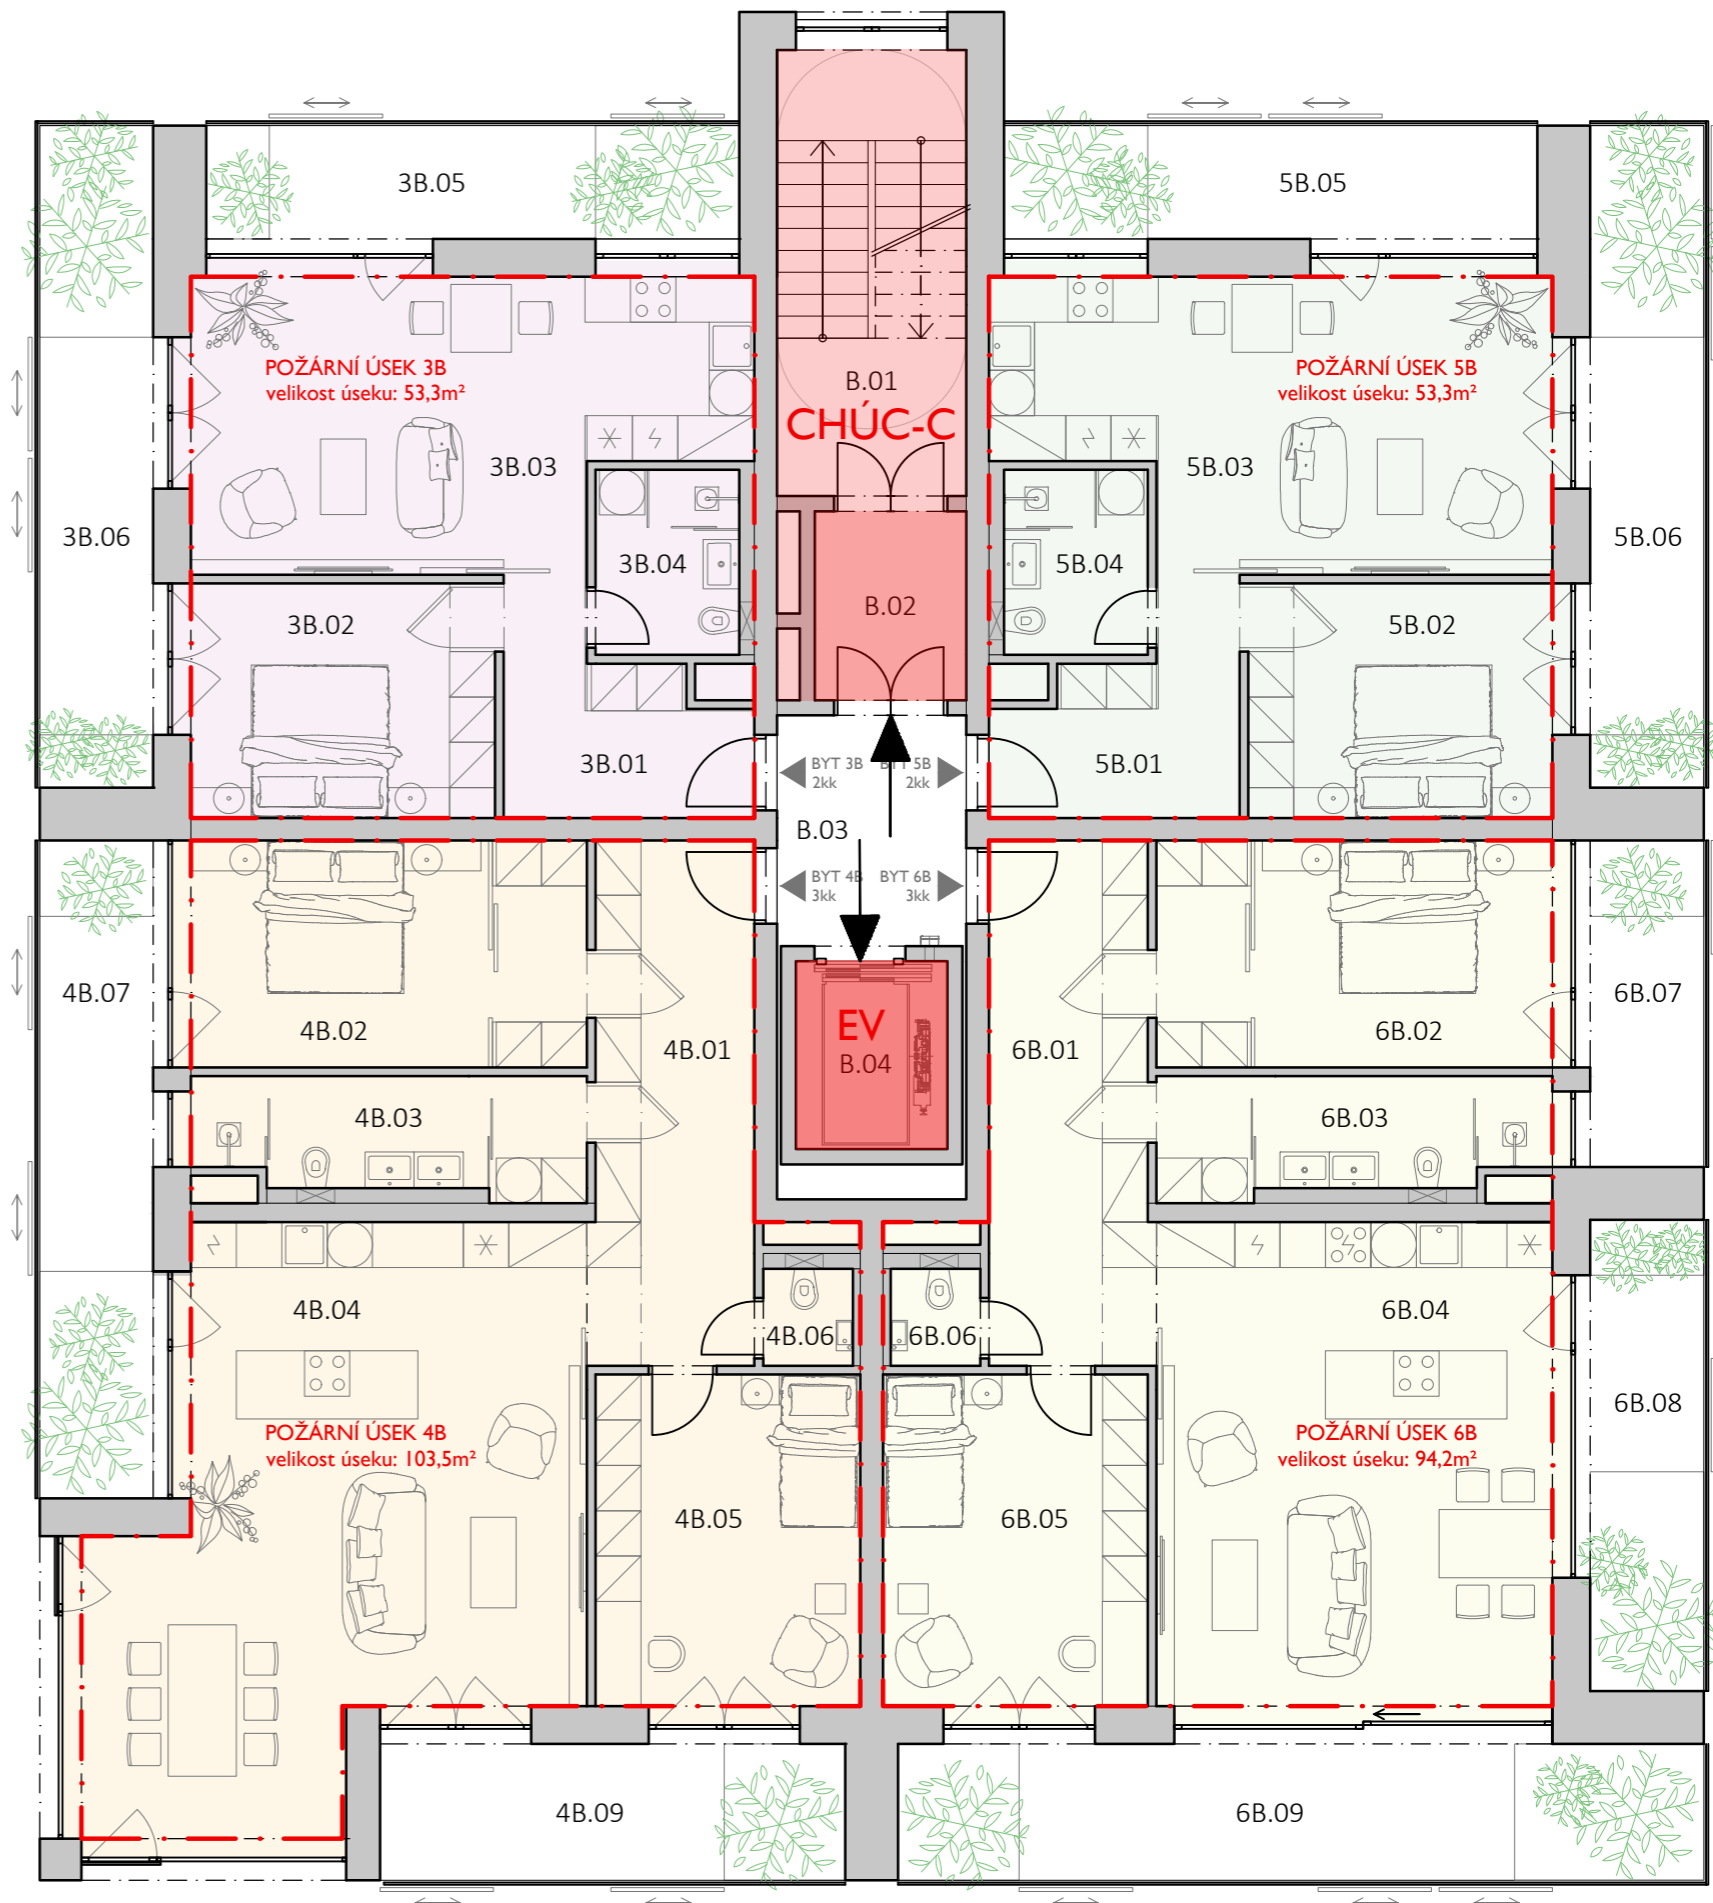 3B.05
5B.05
POŽÁRNÍ ÚSEK 3B
velikost úseku: 53,3m²
B.01
CHÚC-C
POŽÁRNÍ ÚSEK 5B
velikost úseku: 53,3m²
3B.03
5B.03
3B.06
3B.04
5B.04
5B.06
B.02
3B.02
5B.02
3B.01
BYT 3B
2kk
BYT 5B
2kk
5B.01
B.03
BYT 4B
3kk
BYT 6B
3kk
4B.07
6B.07
4B.02
4B.01
EV
B.04
6B.01
6B.02
4B.03
6B.03
4B.04
4B.06
6B.06
6B.04
6B.08
POŽÁRNÍ ÚSEK 4B
velikost úseku: 103,5m²
POŽÁRNÍ ÚSEK 6B
velikost úseku: 94,2m²
4B.05
6B.05
4B.09
6B.09